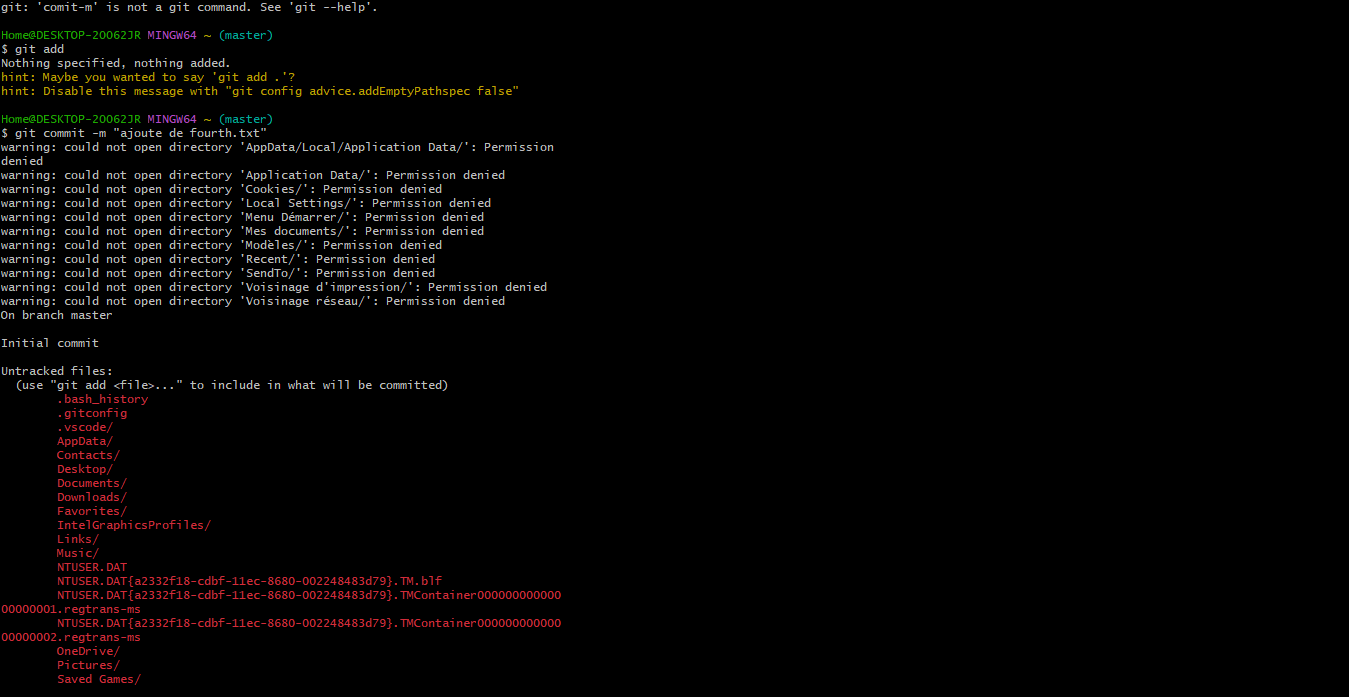 git: 'comit-m' is not a git command. See 'git --help'.
Home@DESKTOP-20O62JR MINGW64 ~ (master)
$ git add
Nothing specified, nothing added.
hint: Maybe you wanted to say 'git add .'?
hint: Disable this message with "git config advice.addEmptyPathspec false"
Home@DESKTOP-20O62JR MINGW64 ~ (master)
$ git commit -m "ajoute de fourth.txt"
warning: could not open directory 'AppData/Local/Application Data/': Permission
denied
warning: could not open directory 'Application Data/': Permission denied
warning: could not open directory 'Cookies/': Permission denied
warning: could not open directory 'Local Settings/': Permission denied
warning: could not open directory 'Menu Démarrer/': Permission denied
warning: could not open directory 'Mes documents/': Permission denied
warning: could not open directory 'Modèles/': Permission denied
warning: could not open directory 'Recent/': Permission denied
warning: could not open directory 'SendTo/': Permission denied
warning: could not open directory 'Voisinage d'impression/': Permission denied
warning: could not open directory 'Voisinage réseau/': Permission denied
On branch master
Initial commit
Untracked files:
(use "git add <file>..." to include in what will be committed)
.bash_history
.gitconfig
.vscode/
AppData/
Contacts/
Desktop/
Documents/
Downloads/
Favorites/
IntelGraphicsProfiles/
Links/
Music/
NTUSER.DAT
NTUSER.DAT{a2332f18-cdbf-11ec-8680-002248483d79}.TM.blf
NTUSER.DAT{a2332f18-cdbf-11ec-8680-002248483d79}.TMContainer000000000000
00000001.regtrans-ms
NTUSER.DAT{a2332f18-cdbf-11ec-8680-002248483d79}.TMContainer000000000000
00000002.regtrans-ms
OneDrive/
Pictures/
Saved Games/